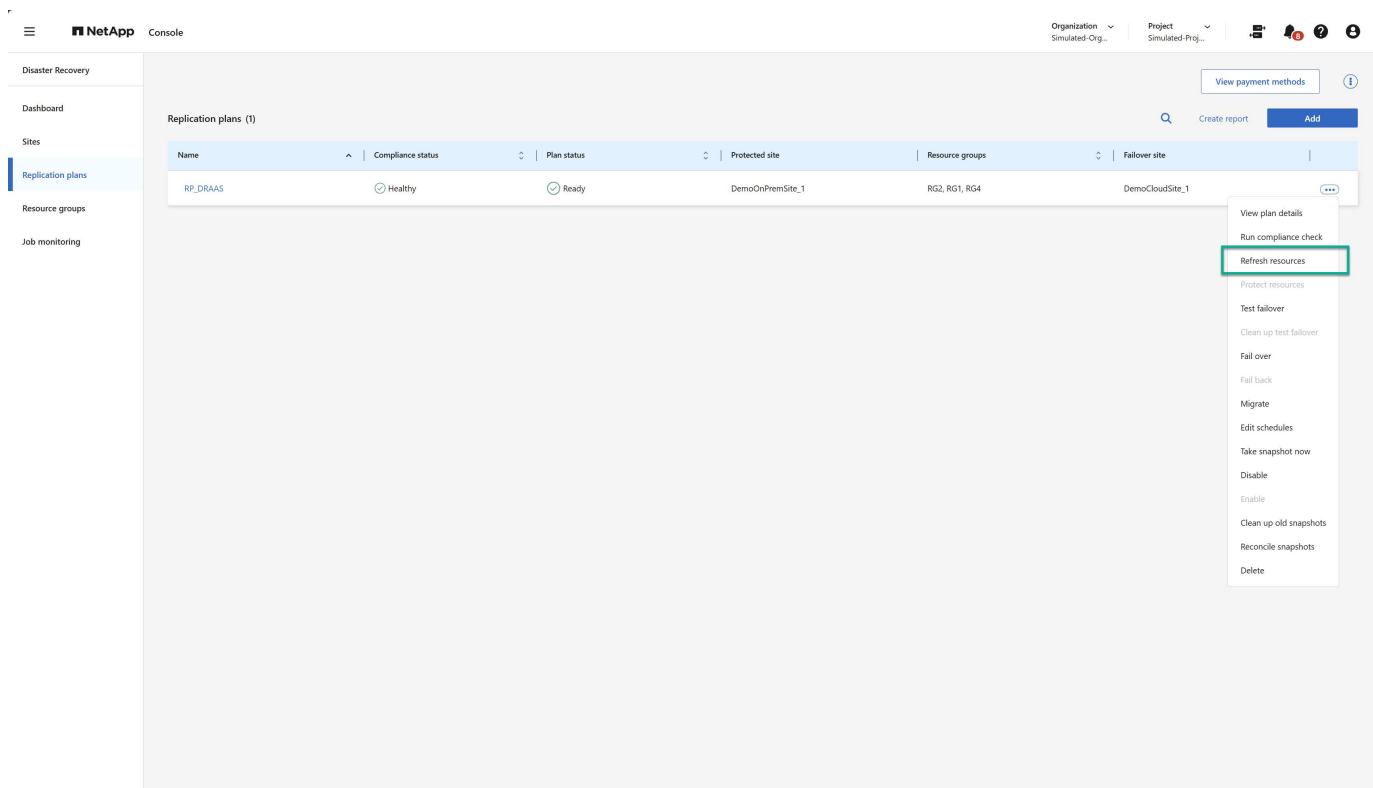 NetApp Console
Organization
Simulated-Org...
Project
Simulated-Proj...
8
Disaster Recovery
Dashboard
Sites
Replication plans
Resource groups
Job monitoring
View payment methods
Replication plans (1)
Create report
Add
Name Compliance status Plan status Protected site Resource groups Failover site
RP_DRAAS Healthy Ready DemoOnPremSite_1 RG2, RG1, RG4 DemoCloudSite_1
View plan details
Run compliance check
Refresh resources
Protect resources
Test failover
Clean up test failover
Fail over
Fail back
Migrate
Edit schedules
Take snapshot now
Disable
Enable
Clean up old snapshots
Reconcile snapshots
Delete